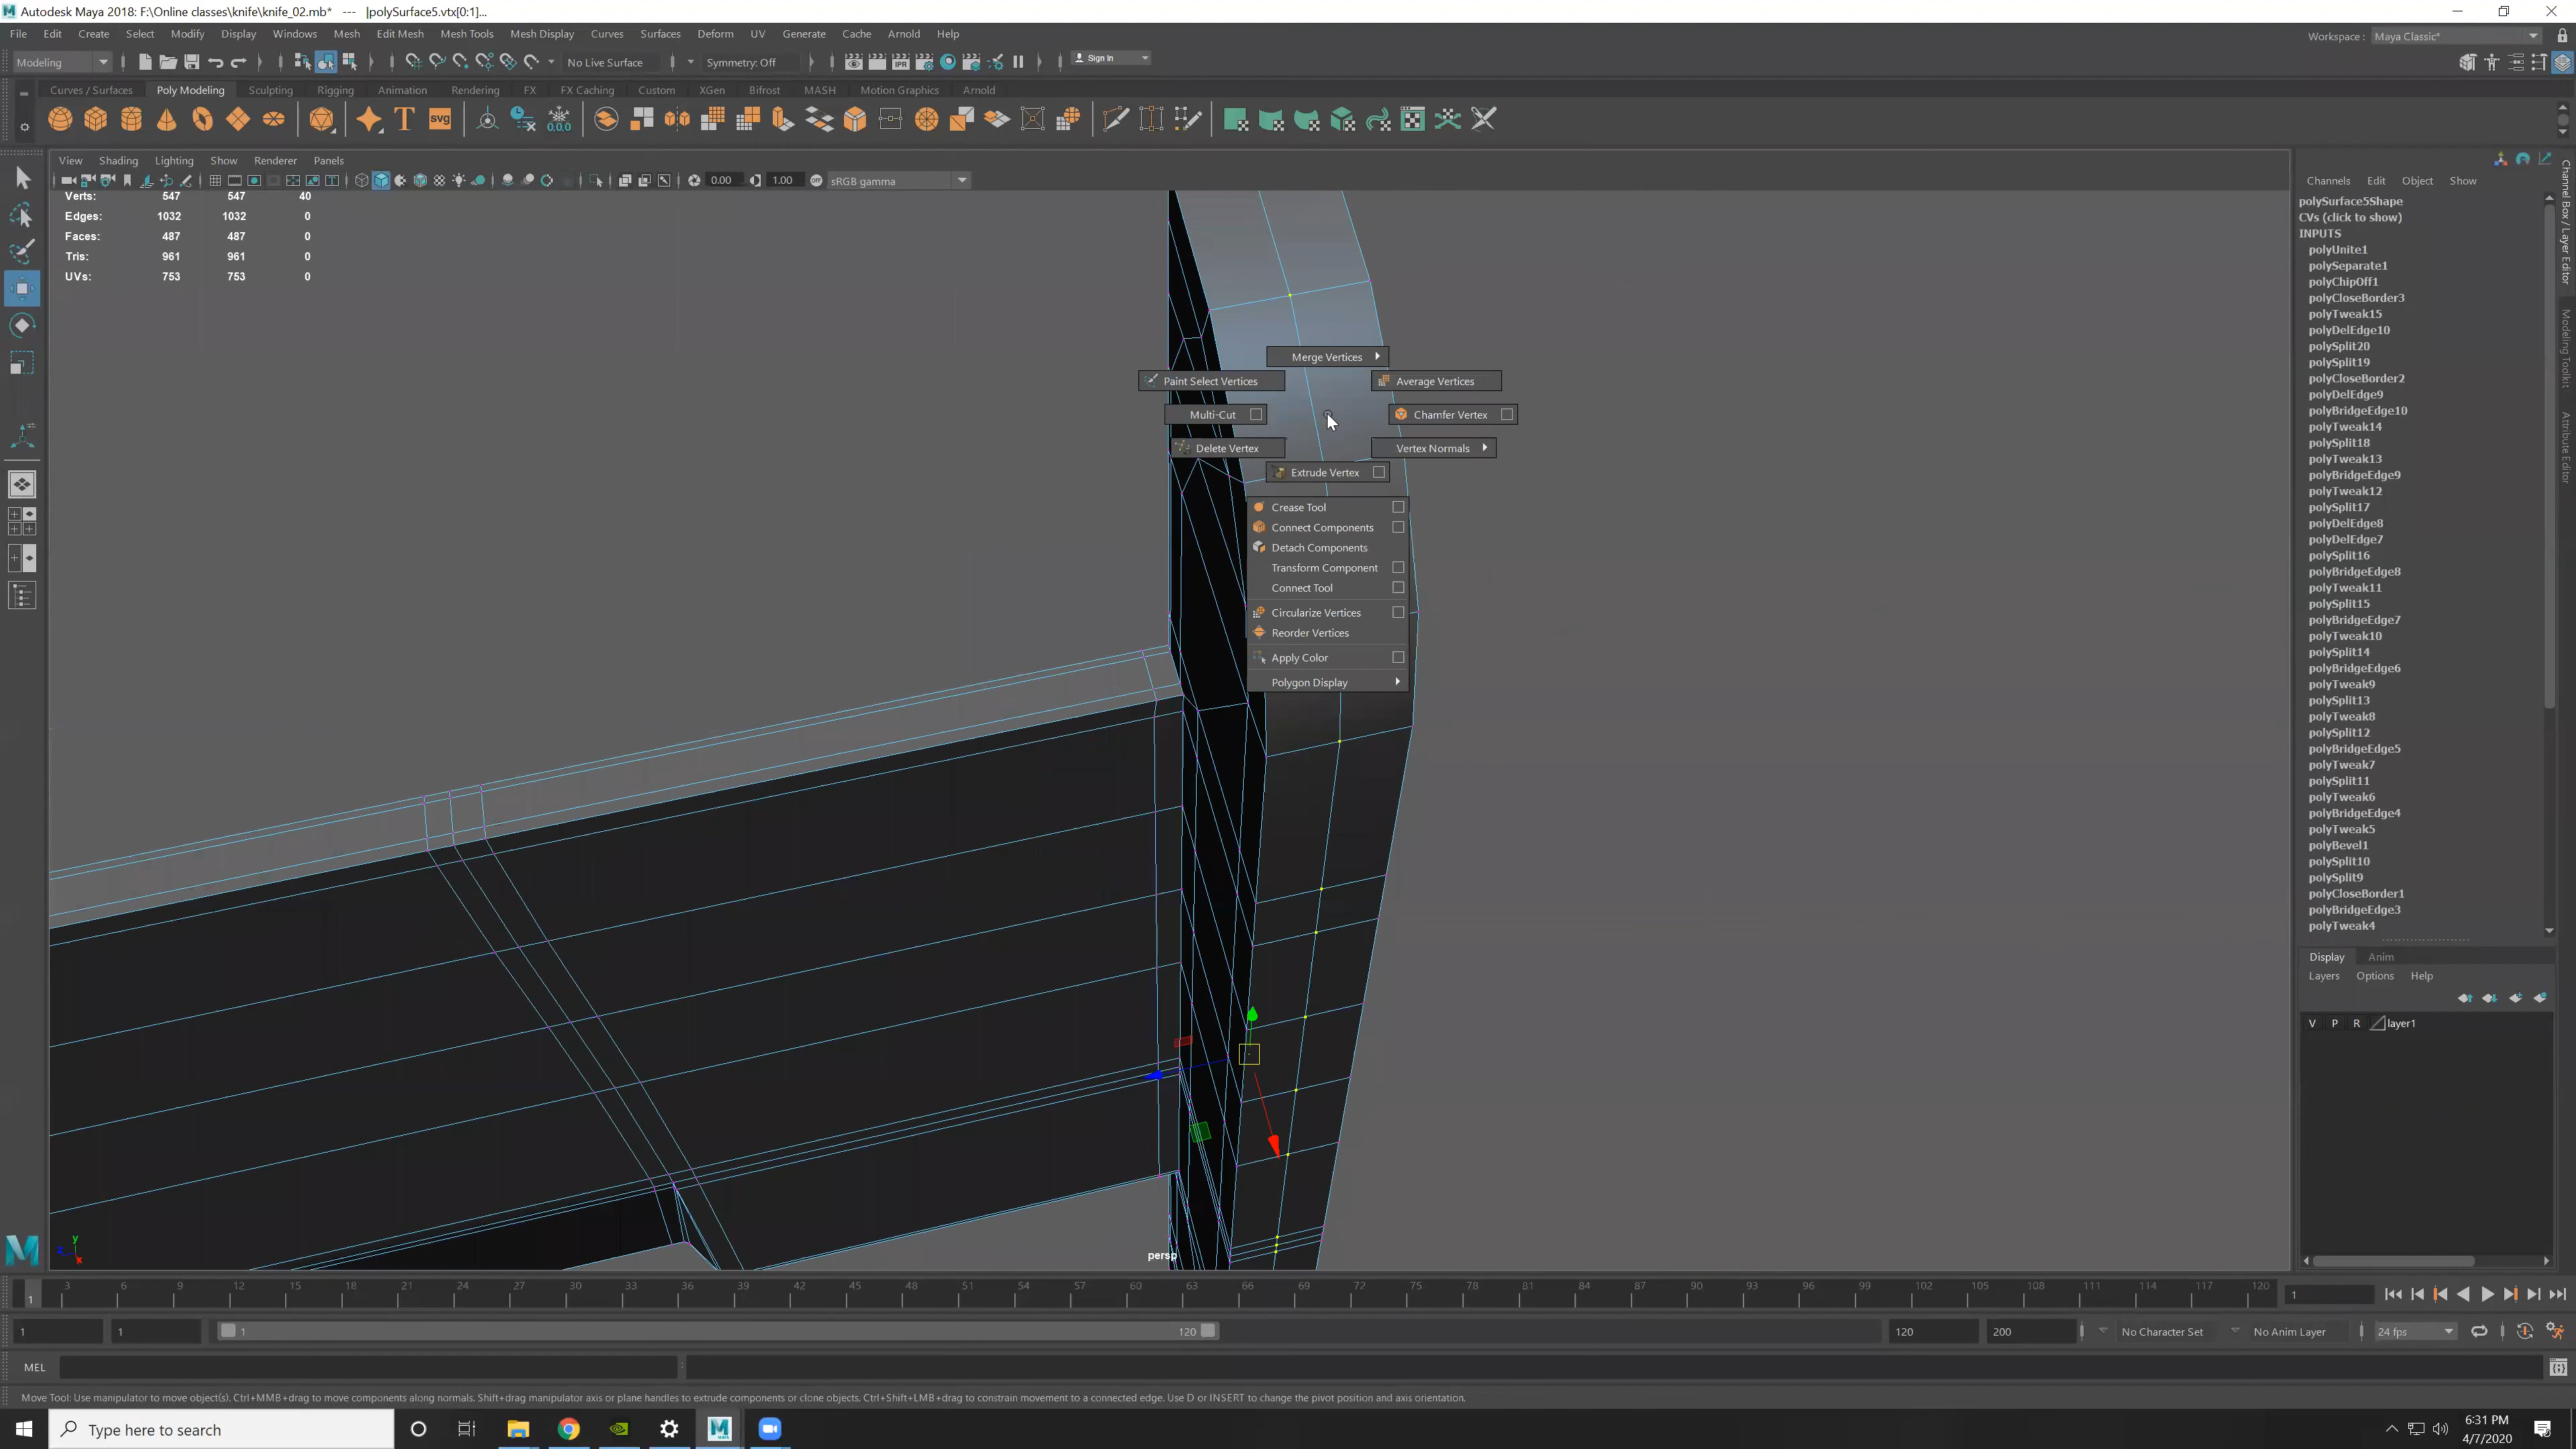 Autodesk Maya 2018: F:\Online classes\knife\knife_02.mb* --- |polySurface5.vtx[0:1]...
File Edit Create Select Modify Display Windows Mesh Edit Mesh Mesh Tools Mesh Display Curves Surfaces Deform UV Generate Cache Arnold Help
Workspace : Maya Classic*
Modeling No Live Surface Symmetry: Off Sign In
Curves / Surfaces Poly Modeling Sculpting Rigging Animation Rendering FX FX Caching Custom XGen Bifrost MASH Motion Graphics Arnold
T SVG 0,0,0 IPR
View Shading Lighting Show Renderer Panels
0.00 1.00 sRGB gamma
Verts: 547 547 40
Edges: 1032 1032 0
Faces: 487 487 0
Tris: 961 961 0
UVs: 753 753 0
Merge Vertices
Paint Select Vertices Average Vertices
Multi-Cut Chamfer Vertex
Delete Vertex Vertex Normals
Extrude Vertex
Crease Tool
Connect Components
Detach Components
Transform Component
Connect Tool
Circularize Vertices
Reorder Vertices
Apply Color
Polygon Display
persp
y
z
x
Channels Edit Object Show
polySurface5Shape
CVs (click to show)
INPUTS
polyUnite1
polySeparate1
polyChipOff1
polyCloseBorder3
polyTweak15
polyDelEdge10
polySplit20
polySplit19
polyCloseBorder2
polyDelEdge9
polyBridgeEdge10
polyTweak14
polySplit18
polyTweak13
polyBridgeEdge9
polyTweak12
polySplit17
polyDelEdge8
polyDelEdge7
polySplit16
polyBridgeEdge8
polyTweak11
polySplit15
polyBridgeEdge7
polyTweak10
polySplit14
polyBridgeEdge6
polyTweak9
polySplit13
polyTweak8
polySplit12
polyBridgeEdge5
polyTweak7
polySplit11
polyTweak6
polyBridgeEdge4
polyTweak5
polyBevel1
polySplit10
polySplit9
polyCloseBorder1
polyBridgeEdge3
polyTweak4
Channel Box / Layer Editor
Modeling Toolkit
Attribute Editor
Display Anim
Layers Options Help
V P R layer1
1 3 6 9 12 15 18 21 24 27 30 33 36 39 42 45 48 51 54 57 60 63 66 69 72 75 78 81 84 87 90 93 96 99 102 105 108 111 114 117 120 1
1 1 1 120 120 200 No Character Set No Anim Layer 24 fps
MEL
Move Tool: Use manipulator to move object(s). Ctrl+MMB+drag to move components along normals. Shift+drag manipulator axis or plane handles to extrude components or clone objects. Ctrl+Shift+LMB+drag to constrain movement to a connected edge. Use D or INSERT to change the pivot position and axis orientation.
Type here to search
6:31 PM
4/7/2020